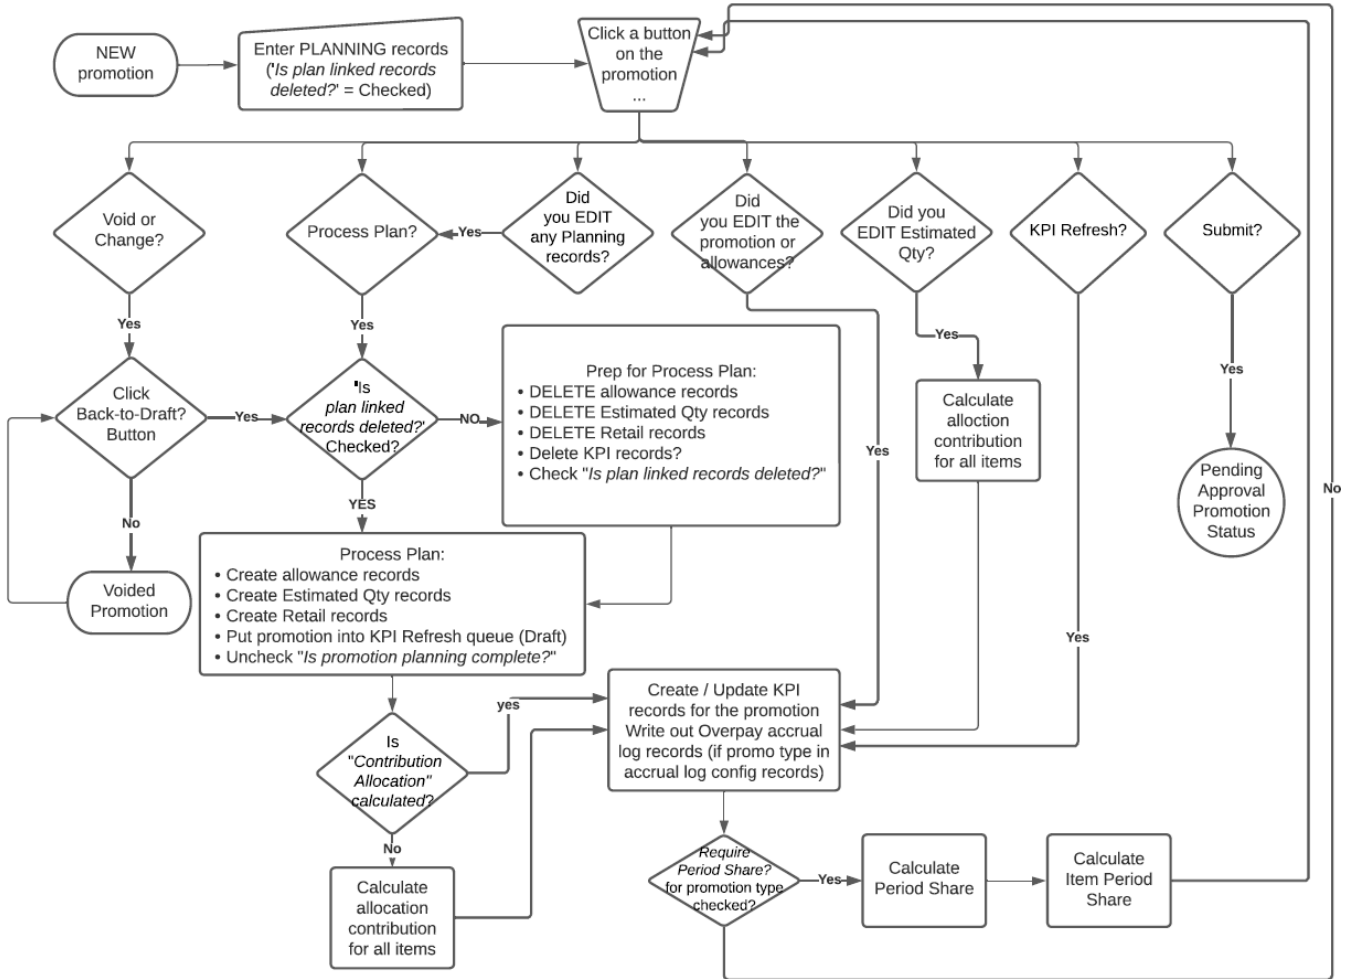 NEW
promotion
Enter PLANNING records
('Is plan linked records
deleted?' = Checked)
Click a button
on the
promotion
...
Void or
Change?
Process Plan?
Yes
Did
you EDIT
any Planning
records?
Did
you EDIT the
promotion or
allowances?
Did you
EDIT Estimated
Qty?
KPI Refresh?
Submit?
Yes
Yes
Yes
Yes
Click
Back-to-Draft?
Button
Yes
'Is
plan linked
records deleted?'
Checked?
NO
Prep for Process Plan:
• DELETE allowance records
• DELETE Estimated Qty records
• DELETE Retail records
• Delete KPI records?
• Check "Is plan linked records deleted?"
Yes
Calculate
alloction
contribution
for all items
Pending
Approval
Promotion
Status
No
No
YES
Voided
Promotion
Process Plan:
• Create allowance records
• Create Estimated Qty records
• Create Retail records
• Put promotion into KPI Refresh queue (Draft)
• Uncheck "Is promotion planning complete?"
Yes
yes
Create / Update KPI
records for the promotion
Write out Overpay accrual
log records (if promo type in
accrual log config records)
Is
"Contribution
Allocation"
calculated?
No
Calculate
allocation
contribution
for all items
Require
Period Share?
for promotion type
checked?
Yes
Calculate
Period Share
Calculate
Item Period
Share